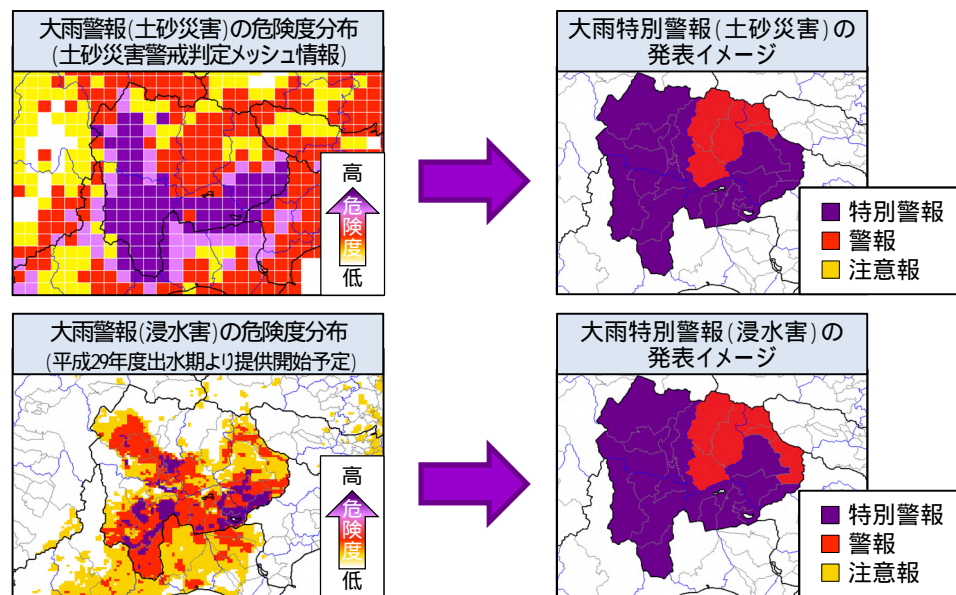 大雨警報(土砂災害)の危険度分布
(土砂災害警戒判定メッシュ情報)
高
危険度
低
大雨特別警報(土砂災害)の
発表イメージ
特別警報
警報
注意報
大雨警報(浸水害)の危険度分布
(平成29年度出水期より提供開始予定)
高
危険度
低
大雨特別警報(浸水害)の
発表イメージ
特別警報
警報
注意報